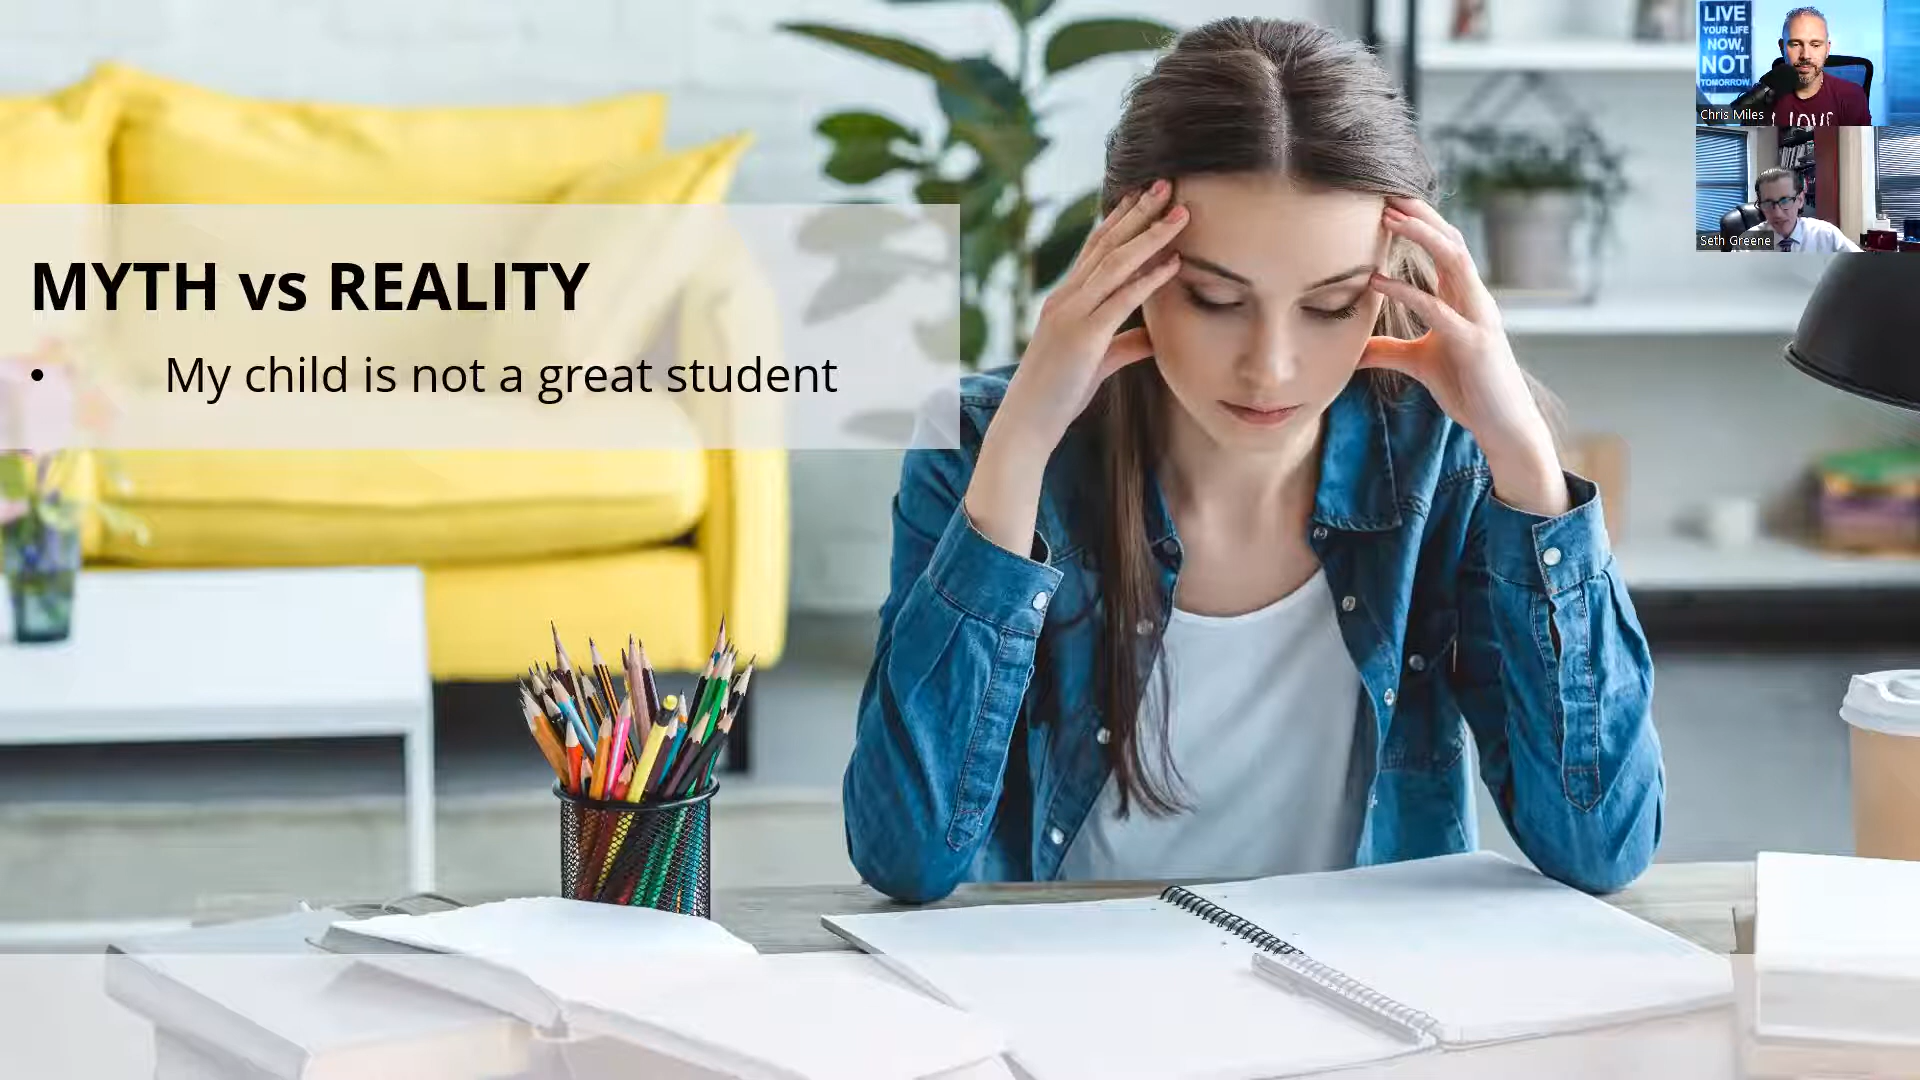 MYTH vs REALITY
• My child is not a great student
LIVE
YOUR LIFE
NOW,
NOT
TOMORROW
Chris Miles
I LOVE
Seth Greene